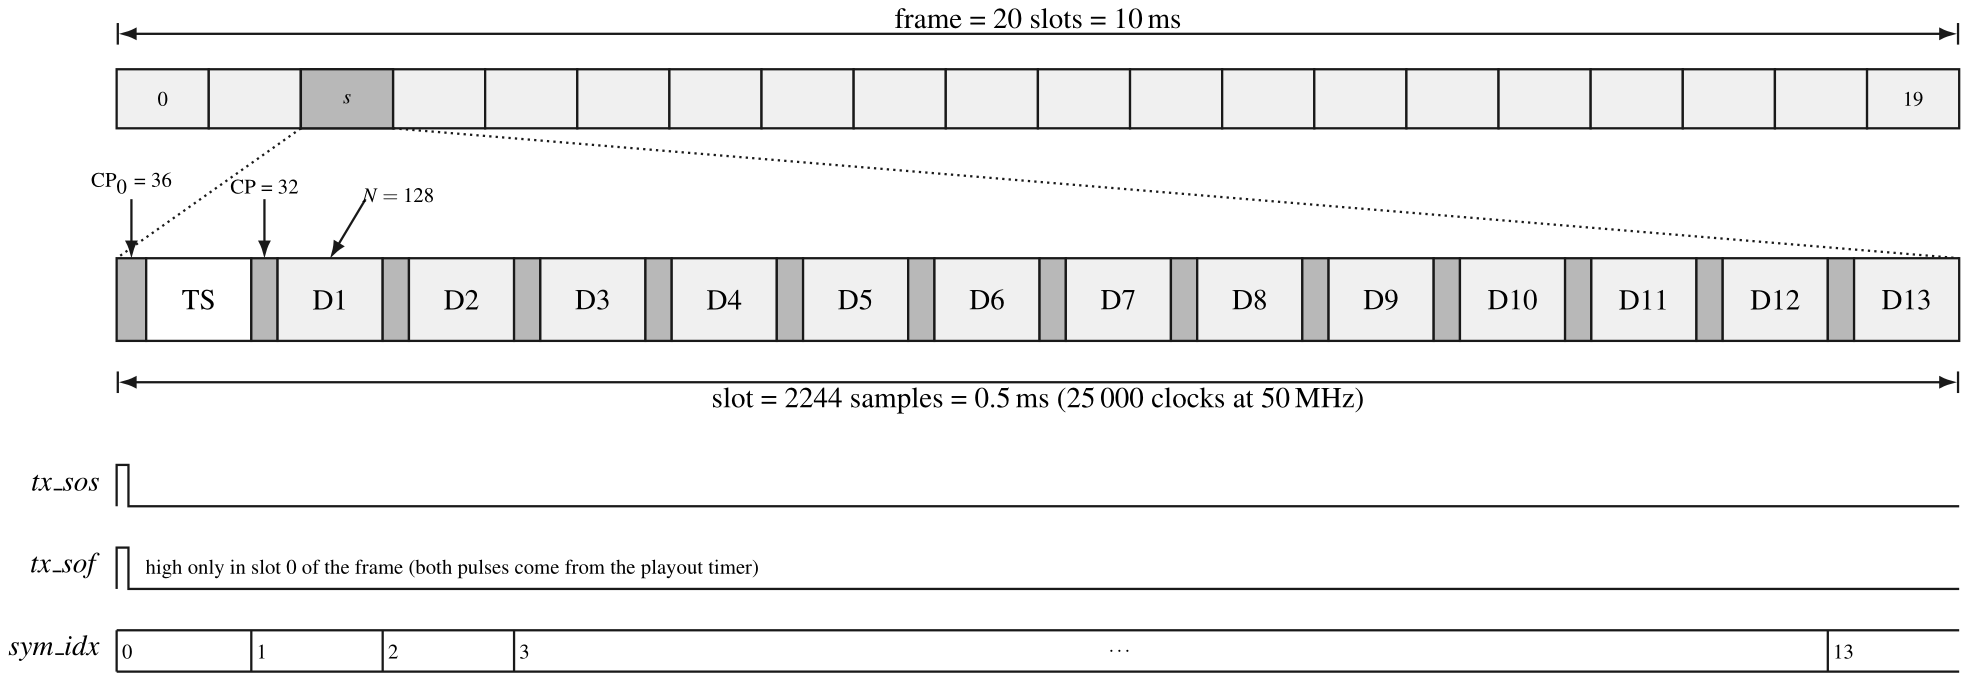 frame = 20 slots = 10 ms
0 s 19
CP0 = 36 CP = 32 N = 128
TS D1 D2 D3 D4 D5 D6 D7 D8 D9 D10 D11 D12 D13
slot = 2244 samples = 0.5 ms (25 000 clocks at 50 MHz)
tx_sos
tx_sof high only in slot 0 of the frame (both pulses come from the playout timer)
sym_idx 0 1 2 3 ... 13